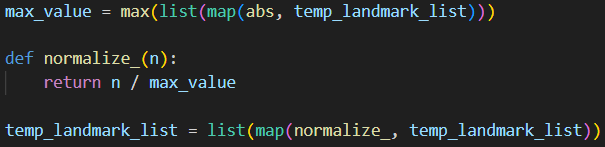 max_value = max(list(map(abs, temp_landmark_list)))
def normalize_(n):
return n / max_value
temp_landmark_list = list(map(normalize_, temp_landmark_list))